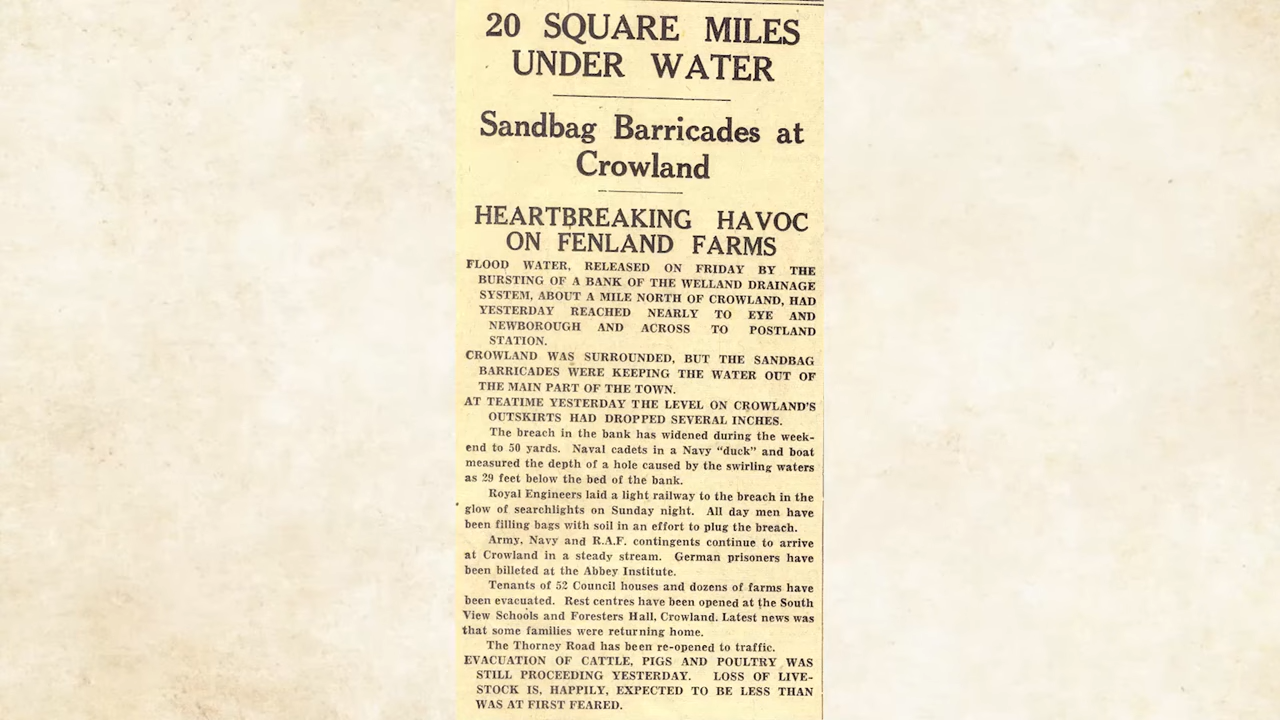 20 SQUARE MILES
UNDER WATER
Sandbag Barricades at
Crowland
HEARTBREAKING HAVOC
ON FENLAND FARMS
FLOOD WATER, RELEASED ON FRIDAY BY THE
BURSTING OF A BANK OF THE WELLAND DRAINAGE
SYSTEM, ABOUT A MILE NORTH OF CROWLAND, HAD
YESTERDAY REACHED NEARLY TO EYE AND
NEWBOROUGH AND ACROSS TO POSTLAND
STATION.
CROWLAND WAS SURROUNDED, BUT THE SANDBAG
BARRICADES WERE KEEPING THE WATER OUT OF
THE MAIN PART OF THE TOWN.
AT TEATIME YESTERDAY THE LEVEL ON CROWLAND'S
OUTSKIRTS HAD DROPPED SEVERAL INCHES.
The breach in the bank has widened during the week-
end to 50 yards. Naval cadets in a Navy "duck" and boat
measured the depth of a hole caused by the swirling waters
as 29 feet below the bed of the bank.
Royal Engineers laid a light railway to the breach in the
glow of searchlights on Sunday night. All day men have
been filling bags with soil in an effort to plug the breach.
Army, Navy and R.A.F. contingents continue to arrive
at Crowland in a steady stream. German prisoners have
been billeted at the Abbey Institute.
Tenants of 52 Council houses and dozens of farms have
been evacuated. Rest centres have been opened at the South
View Schools and Foresters Hall, Crowland. Latest news was
that some families were returning home.
The Thorney Road has been re-opened to traffic.
EVACUATION OF CATTLE, PIGS AND POULTRY WAS
STILL PROCEEDING YESTERDAY. LOSS OF LIVE-
STOCK IS, HAPPILY, EXPECTED TO BE LESS THAN
WAS AT FIRST FEARED.